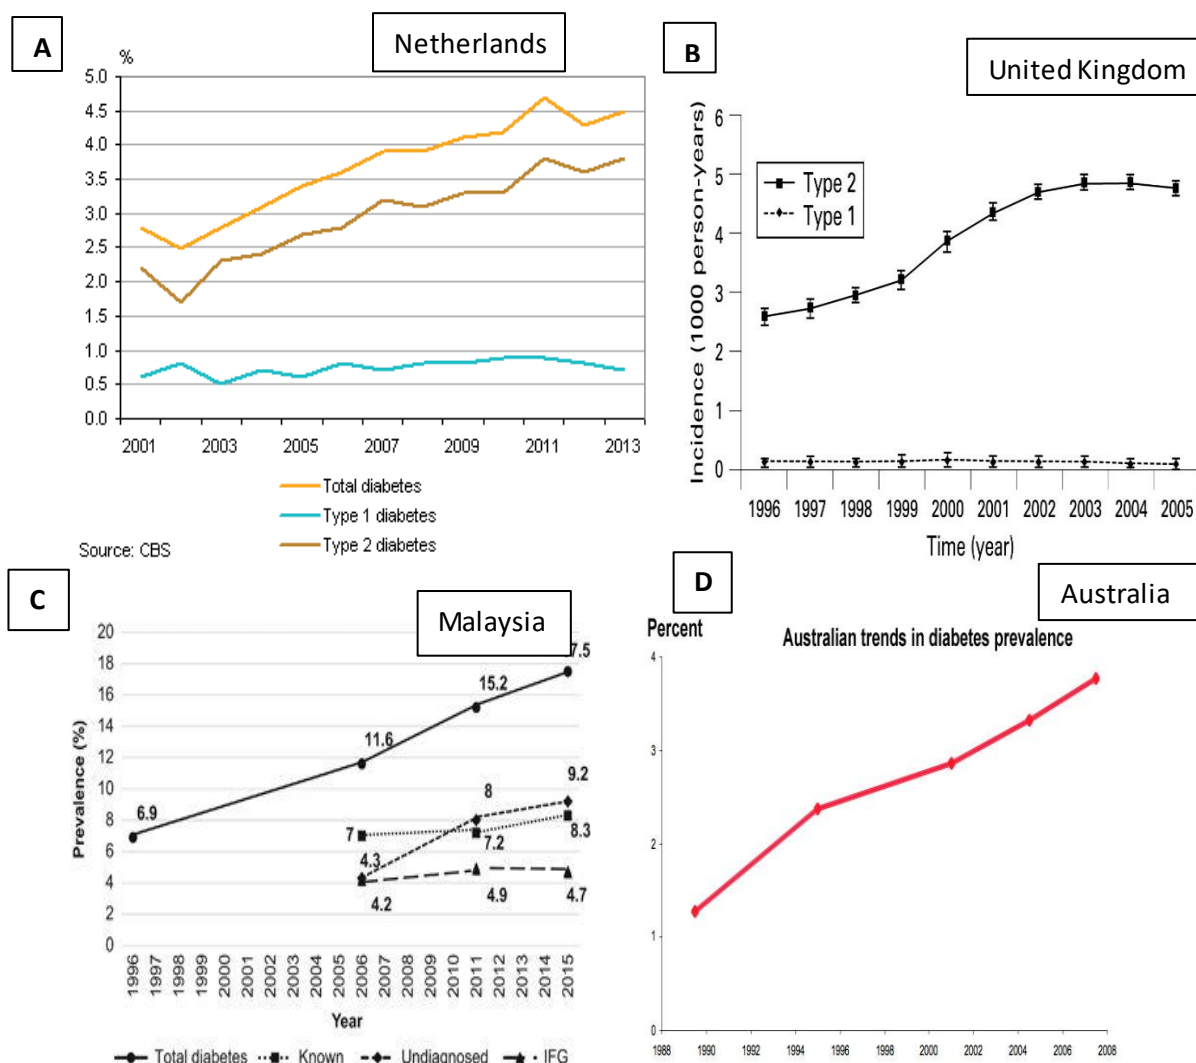 A
Netherlands
%
5.0
4.5
4.0
3.5
3.0
2.5
2.0
1.5
1.0
0.5
0.0
2001 2003 2005 2007 2009 2011 2013
Total diabetes
Type 1 diabetes
Type 2 diabetes
Source: CBS
B
United Kingdom
Incidence (1000 person-years)
6
5
4
3
2
1
0
Type 2
Type 1
1996 1997 1998 1999 2000 2001 2002 2003 2004 2005
Time (year)
C
Malaysia
Prevalence (%)
20
18
16
14
12
10
8
6
4
2
0
6.9
11.6
15.2
7.5
7
7.2
8.3
4.3
8
9.2
4.2
4.9
4.7
1996 1997 1998 1999 2000 2001 2002 2003 2004 2005 2006 2007 2008 2009 2010 2011 2012 2013 2014 2015
Year
Total diabetes Known Undiagnosed IFG
D
Australia
Percent
Australian trends in diabetes prevalence
4
3
2
1
0
1988 1990 1992 1994 1996 1998 2000 2002 2004 2006 2008